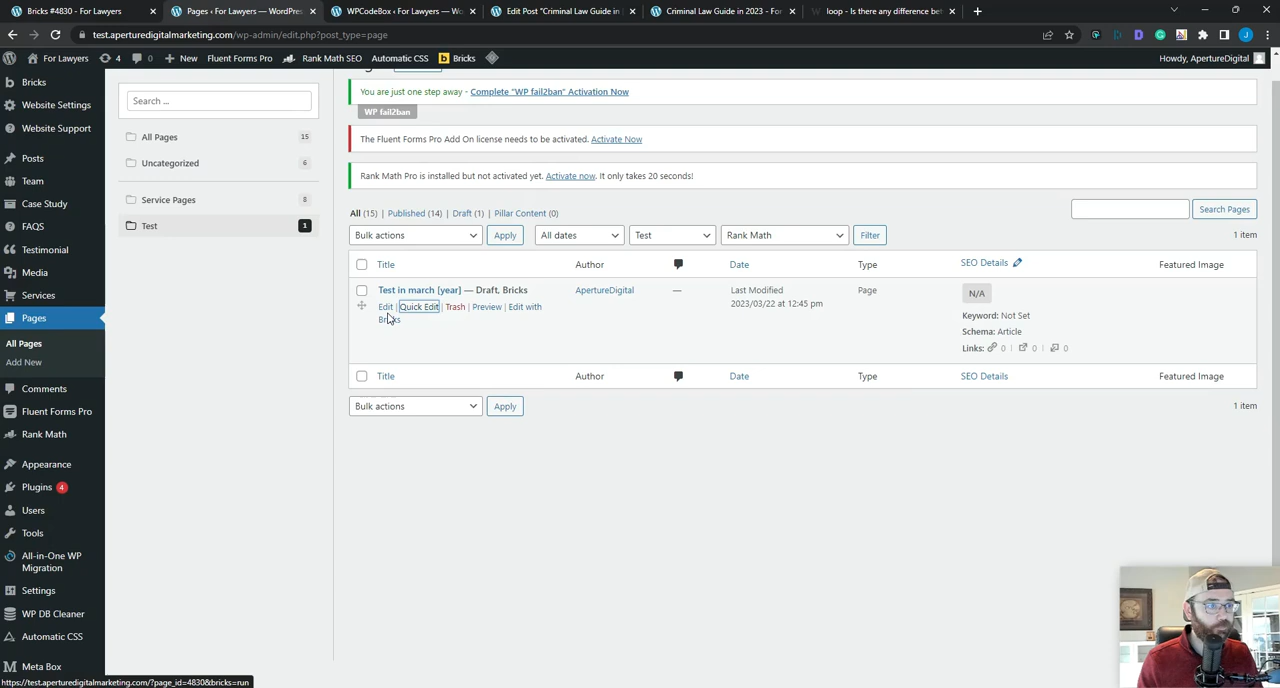 Bricks #4830 - For Lawyers
Pages ‹ For Lawyers — WordPres
WPCodeBox ‹ For Lawyers — Wo
Edit Post "Criminal Law Guide in
Criminal Law Guide in 2023 - For
loop - Is there any difference be
test.aperturedigitalmarketing.com/wp-admin/edit.php?post_type=page
For Lawyers
4
0
New
Fluent Forms Pro
Rank Math SEO
Automatic CSS
b Bricks
Howdy, ApertureDigital
Bricks
Website Settings
Website Support
Posts
Team
Case Study
FAQS
Testimonial
Media
Services
Pages
All Pages
Add New
Comments
Fluent Forms Pro
Rank Math
Appearance
Plugins 4
Users
Tools
All-in-One WP
Migration
Settings
WP DB Cleaner
Automatic CSS
Meta Box
Search ...
All Pages 15
Uncategorized 6
Service Pages 8
Test 1
You are just one step away - Complete "WP fail2ban" Activation Now
WP fail2ban
The Fluent Forms Pro Add On license needs to be activated. Activate Now
Rank Math Pro is installed but not activated yet. Activate now. It only takes 20 seconds!
All (15) | Published (14) | Draft (1) | Pillar Content (0)
Search Pages
Bulk actions
Apply
All dates
Test
Rank Math
Filter
1 item
Title Author Date Type SEO Details Featured Image
Test in march [year] — Draft, Bricks
Edit | Quick Edit | Trash | Preview | Edit with
Bricks
ApertureDigital
—
Last Modified
2023/03/22 at 12:45 pm
Page
N/A
Keyword: Not Set
Schema: Article
Links: 0 | 0 | 0
Title Author Date Type SEO Details Featured Image
Bulk actions
Apply
1 item
https://test.aperturedigitalmarketing.com/?page_id=4830&bricks=run